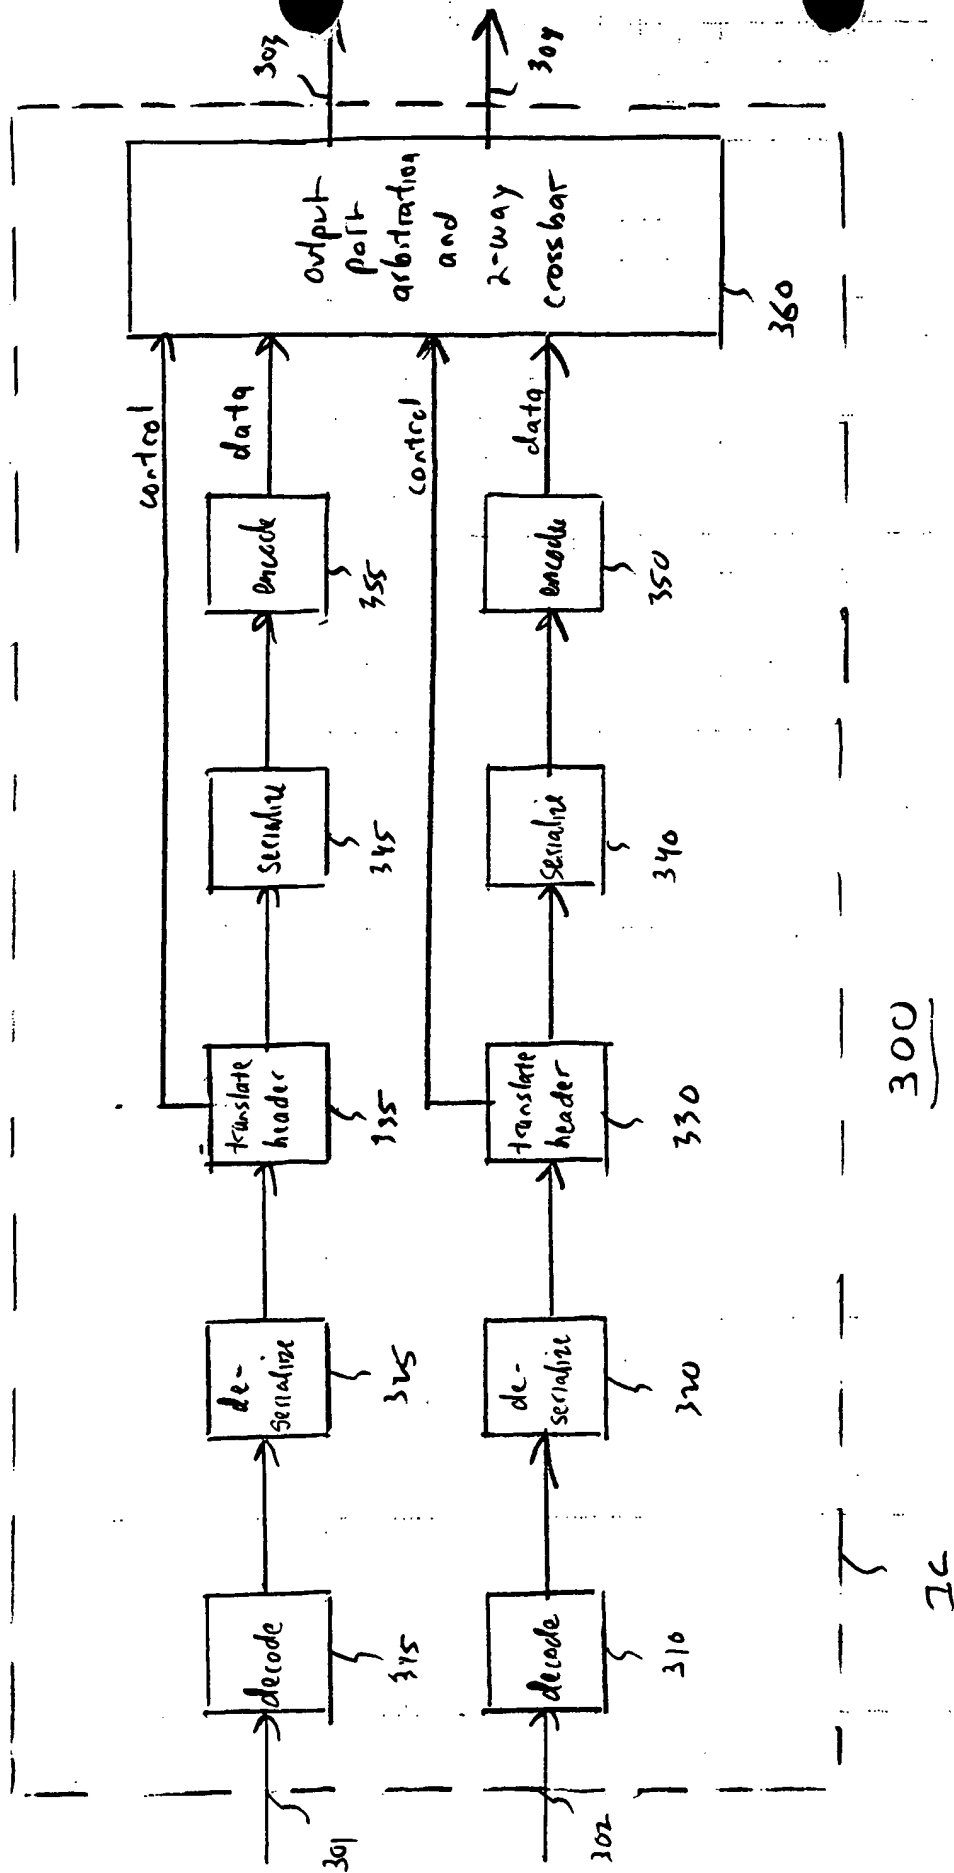 301
decode
315
de-
serialize
325
translate
header
335
serialize
345
encode
355
control
data
303
302
decode
310
de-
serialize
320
translate
header
330
serialize
340
encode
350
control
data
304
output
port
arbitration
and
2-way
crossbar
360
IC
300